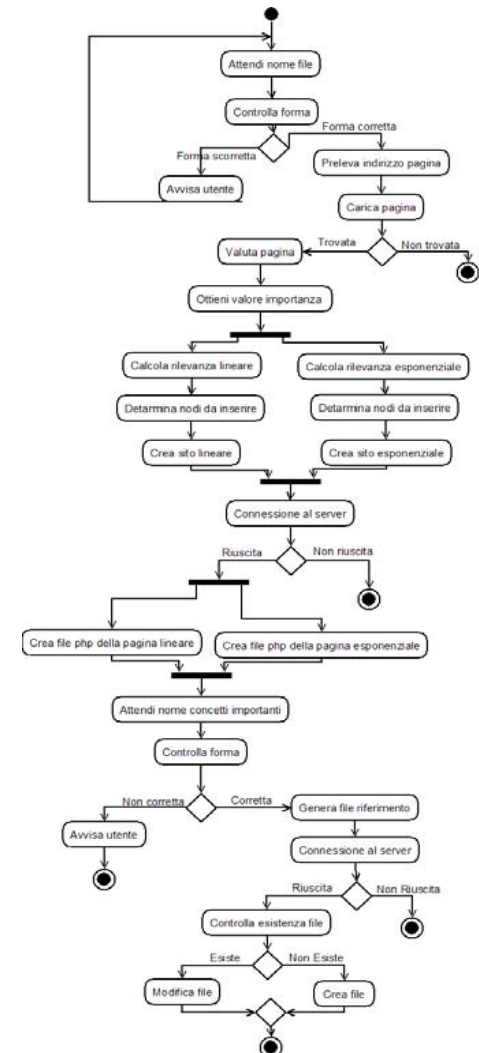 Attendi nome file
Controlla forma
Forma corretta
Forma scorretta
Preleva indirizzo pagina
Avvisa utente
Carica pagina
Trovata
Non trovata
Valuta pagina
Ottieni valore importanza
Calcola rilevanza lineare
Calcola rilevanza esponenziale
Detarmina nodi da inserire
Determina nodi da inserire
Crea sito lineare
Crea sito esponenziale
Connessione al server
Riuscita
Non riuscita
Crea file php della pagina lineare
Crea file php della pagina esponenziale
Attendi nome concetti importanti
Controlla forma
Non corretta
Corretta
Genera file riferimento
Avvisa utente
Connessione al server
Riuscita
Non Riuscita
Controlla esistenza file
Esiste
Non Esiste
Modifica file
Crea file